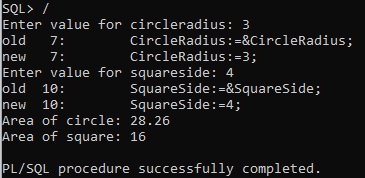 SQL> /
Enter value for circleradius: 3
old   7:        CircleRadius:=&CircleRadius;
new   7:        CircleRadius:=3;
Enter value for squareside: 4
old  10:        SquareSide:=&SquareSide;
new  10:        SquareSide:=4;
Area of circle: 28.26
Area of square: 16
PL/SQL procedure successfully completed.